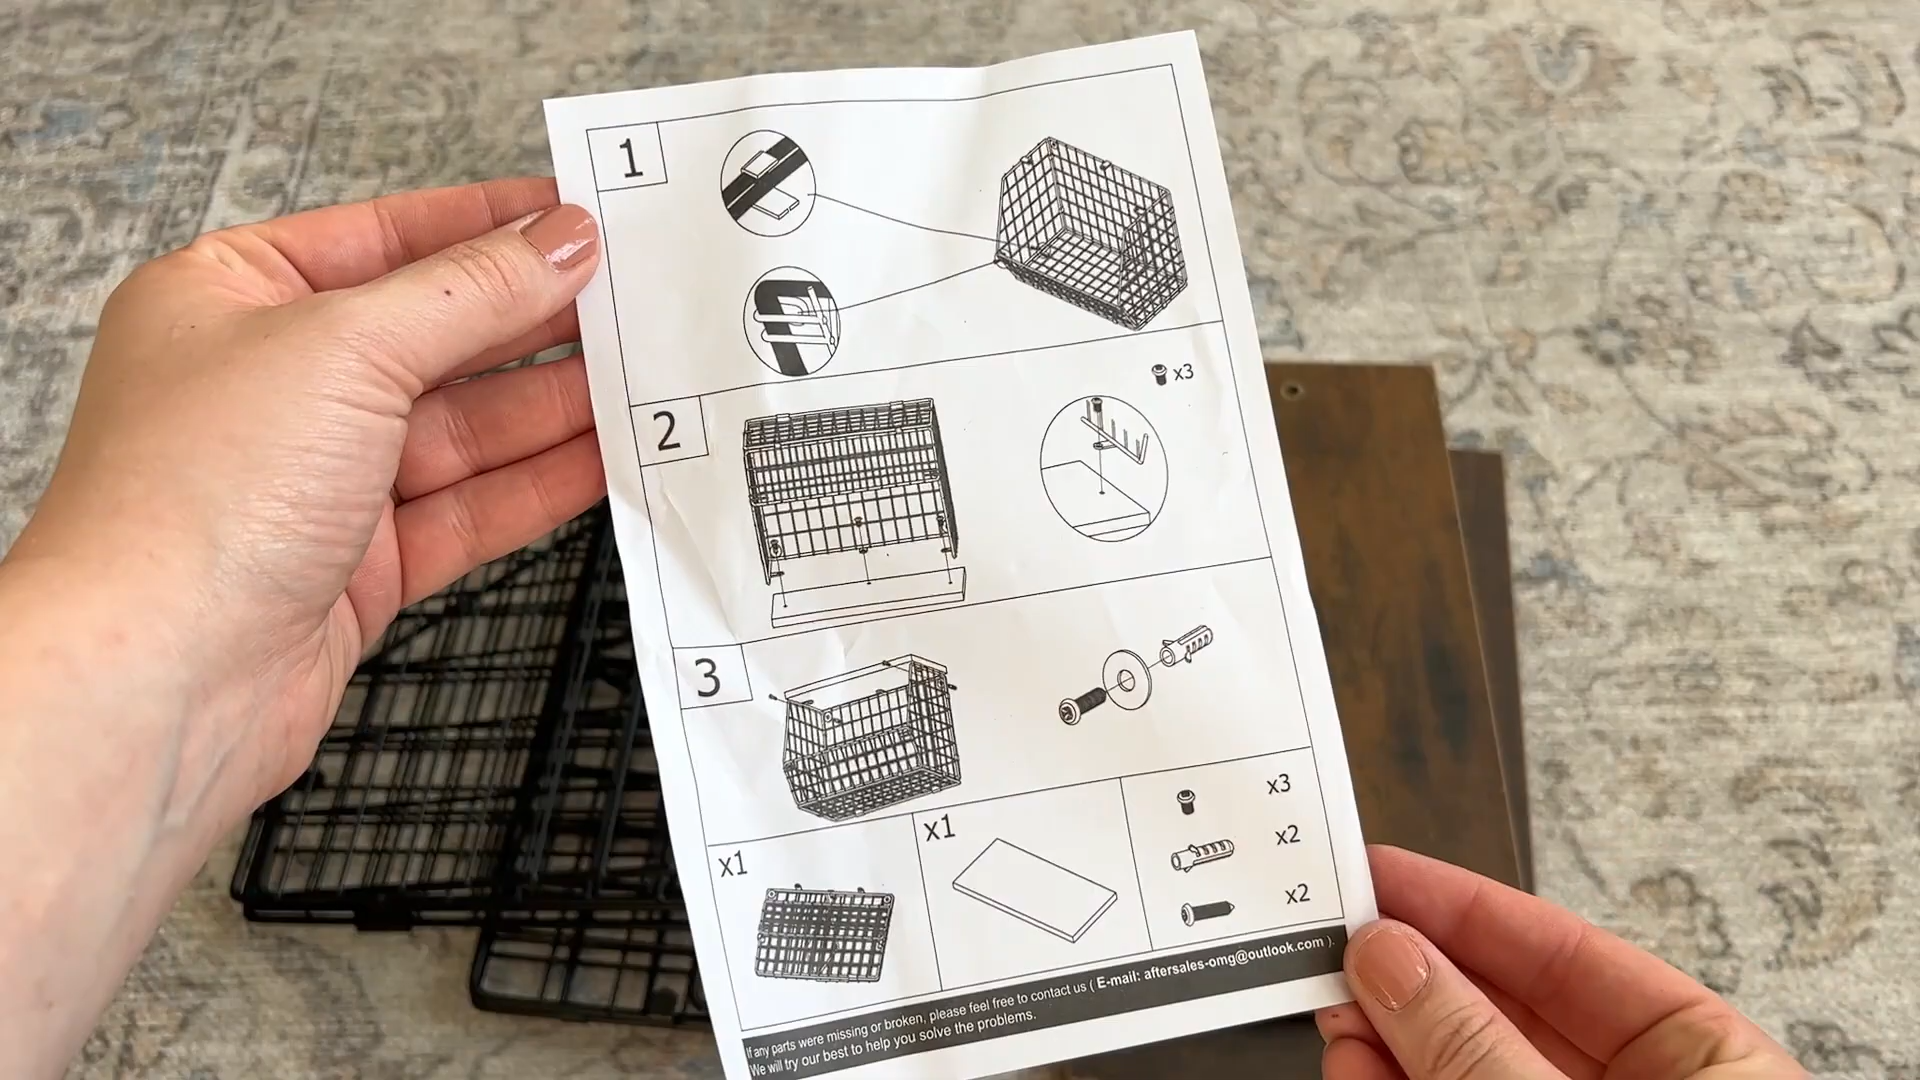 1
x3
2
3
x1
x1
x3
x2
x2
If any parts were missing or broken, please feel free to contact us ( E-mail: aftersales-omg@outlook.com ).
We will try our best to help you solve the problems.